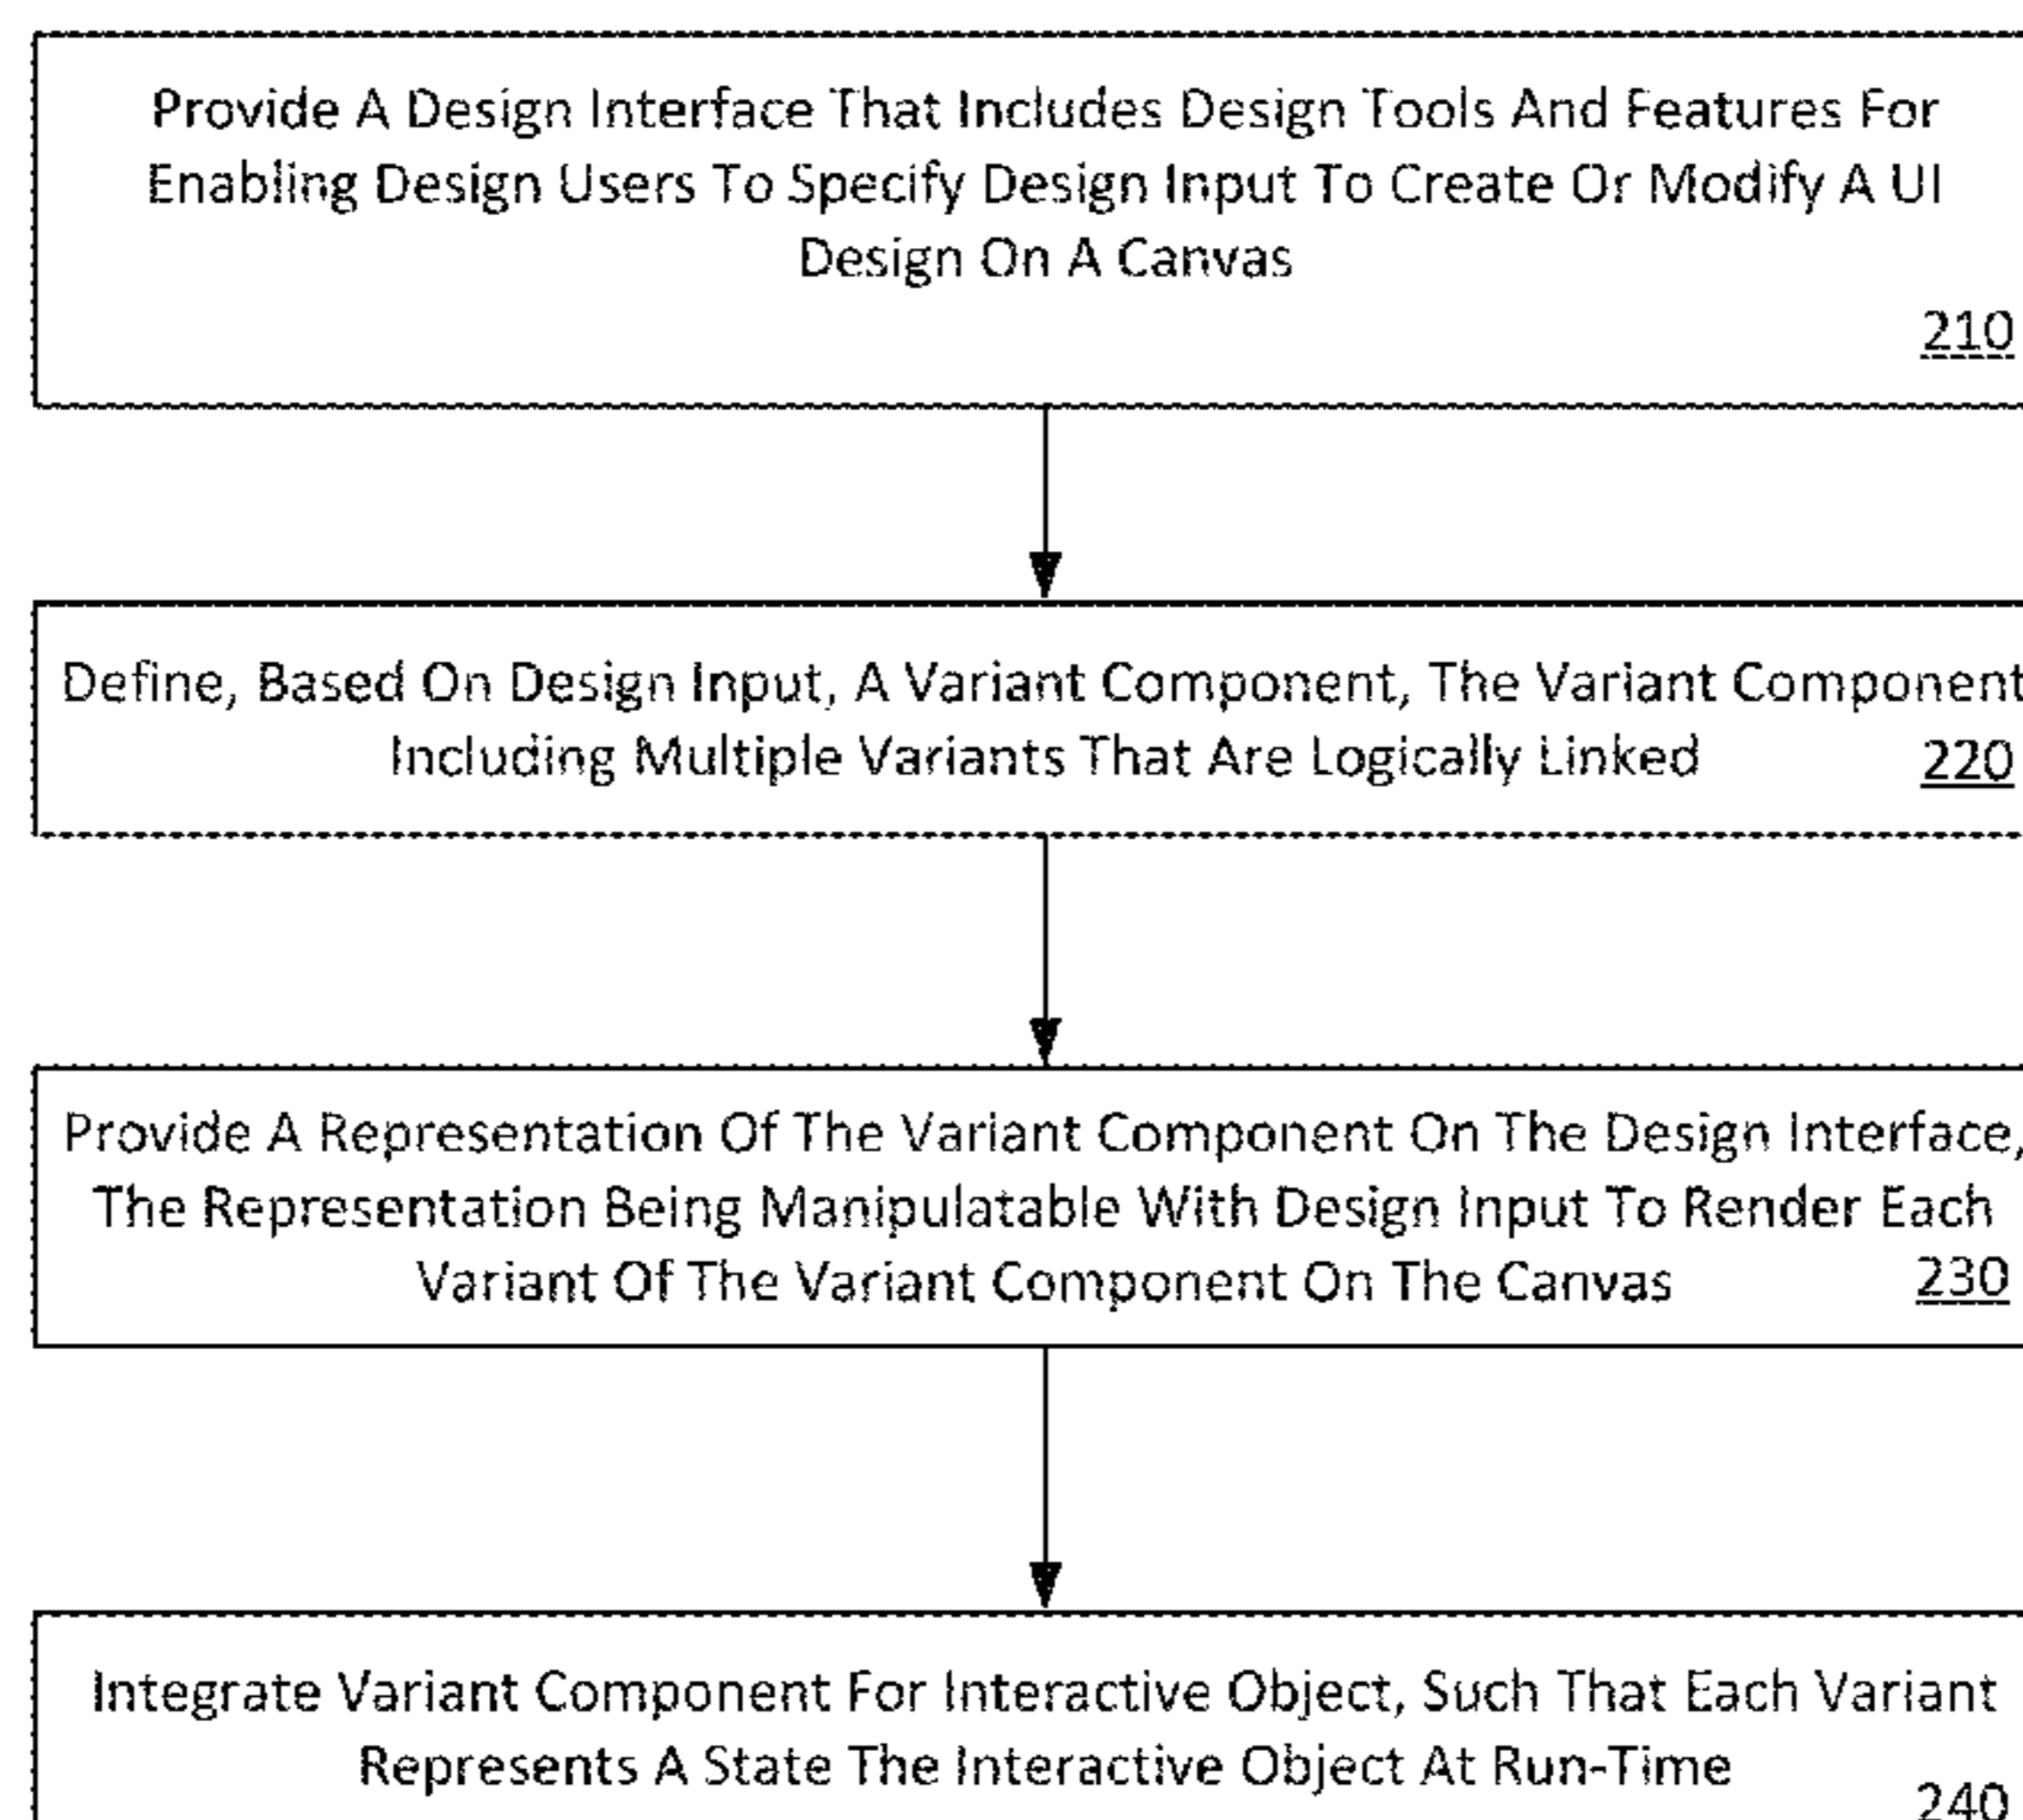 Provide A Design Interface That Includes Design Tools And Features For
Enabling Design Users To Specify Design Input To Create Or Modify A UI
Design On A Canvas
210
Define, Based On Design Input, A Variant Component, The Variant Component
Including Multiple Variants That Are Logically Linked
220
Provide A Representation Of The Variant Component On The Design Interface,
The Representation Being Manipulatable With Design Input To Render Each
Variant Of The Variant Component On The Canvas
230
Integrate Variant Component For Interactive Object, Such That Each Variant
Represents A State The Interactive Object At Run-Time
240